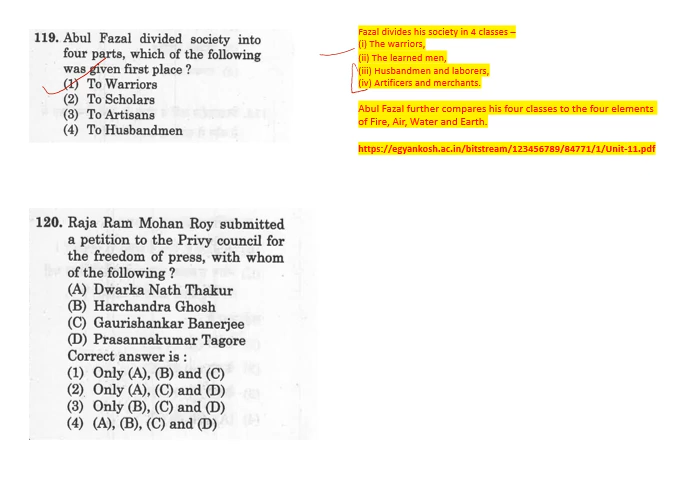 119. Abul Fazal divided society into
four parts, which of the following
was given first place ?
(1) To Warriors
(2) To Scholars
(3) To Artisans
(4) To Husbandmen
Fazal divides his society in 4 classes –
(i) The warriors,
(ii) The learned men,
(iii) Husbandmen and laborers,
(iv) Artificers and merchants.
Abul Fazal further compares his four classes to the four elements
of Fire, Air, Water and Earth.
https://egyankosh.ac.in/bitstream/123456789/84771/1/Unit-11.pdf
120. Raja Ram Mohan Roy submitted
a petition to the Privy council for
the freedom of press, with whom
of the following ?
(A) Dwarka Nath Thakur
(B) Harchandra Ghosh
(C) Gaurishankar Banerjee
(D) Prasannakumar Tagore
Correct answer is :
(1) Only (A), (B) and (C)
(2) Only (A), (C) and (D)
(3) Only (B), (C) and (D)
(4) (A), (B), (C) and (D)